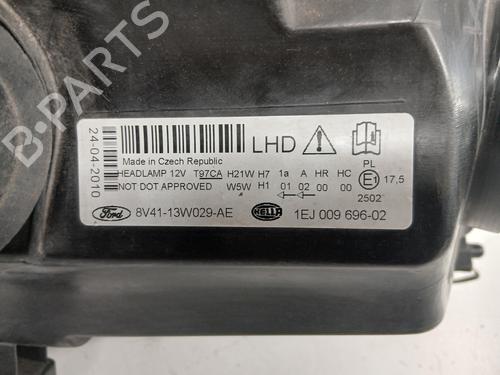 B-PARTS
24-04-2010
LHD
PL
Made in Czech Republic
HEADLAMP 12V T97CA H21W H7 1a A HR HC E1 17,5
NOT DOT APPROVED W5W H1 01 02 00 00 2502
Ford 8V41-13W029-AE HELLA 1EJ 009 696-02